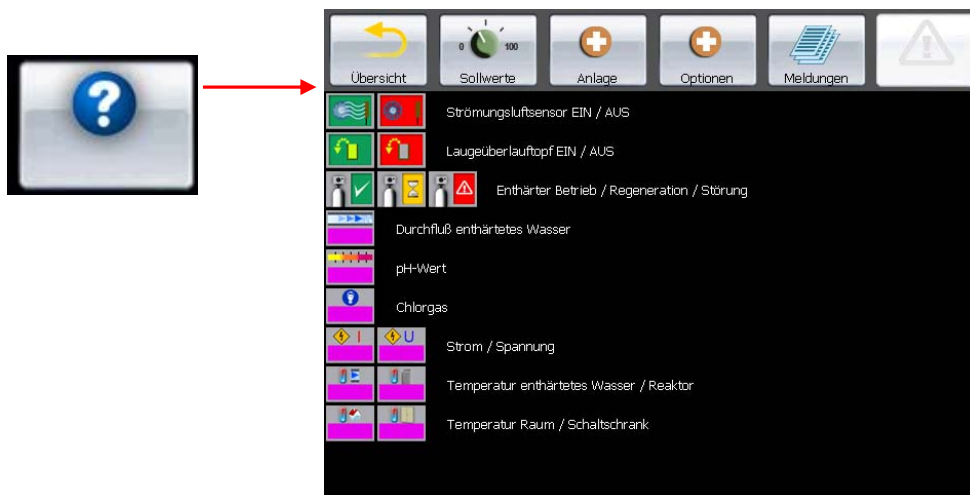 ?
0 100
Übersicht Sollwerte Anlage Optionen Meldungen
Strömungsluftsensor EIN / AUS
Laugeüberlauftopf EIN / AUS
Enthärter Betrieb / Regeneration / Störung
Durchfluß enthärtetes Wasser
pH-Wert
Chlorgas
I U
Strom / Spannung
Temperatur enthärtetes Wasser / Reaktor
Temperatur Raum / Schaltschrank